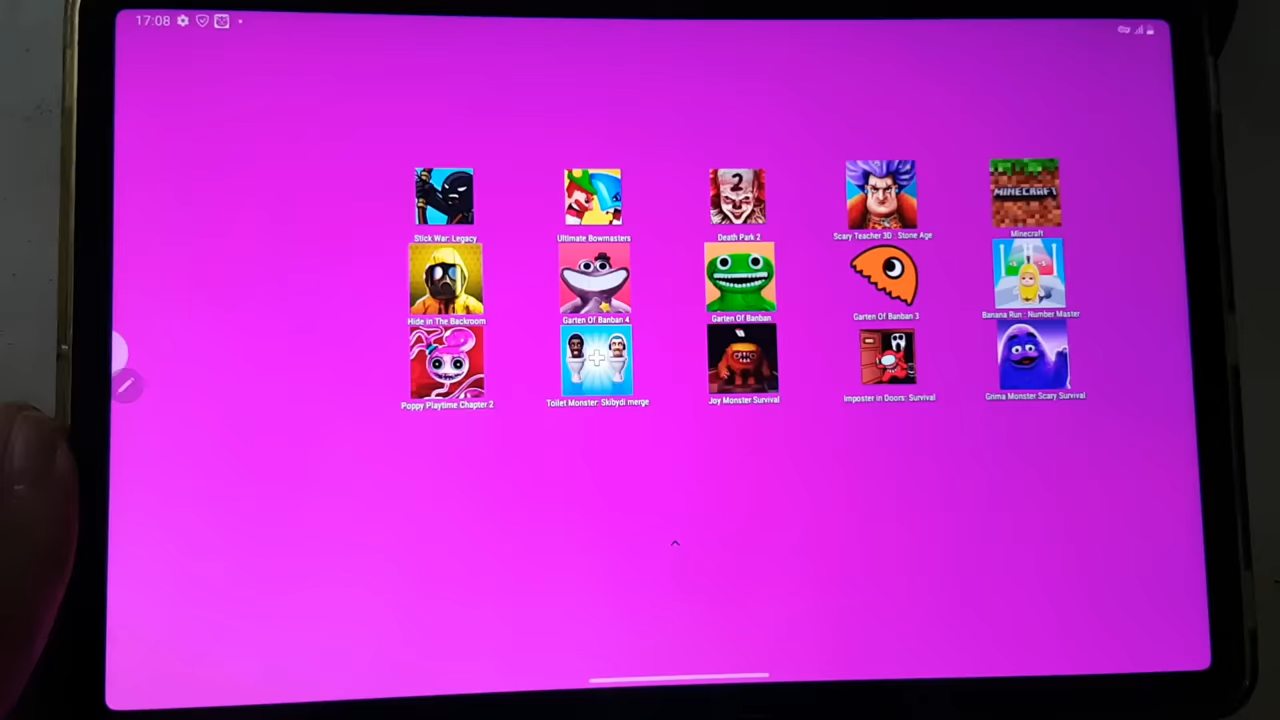 17:08
2
MINECRAFT
Stick War: Legacy
Ultimate Bowmasters
Death Park 2
Scary Teacher 3D : Stone Age
Minecraft
Hide in The Backroom
Garten Of Banban 4
Garten Of Banban
Garten Of Banban 3
Banana Run : Number Master
Poppy Playtime Chapter 2
Toilet Monster: Skibydi merge
Joy Monster Survival
Imposter in Doors: Survival
Grima Monster Scary Survival